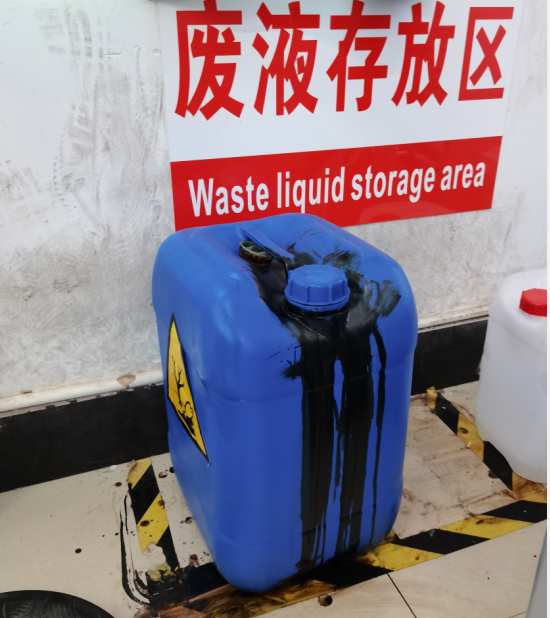 废液存放区
Waste liquid storage area